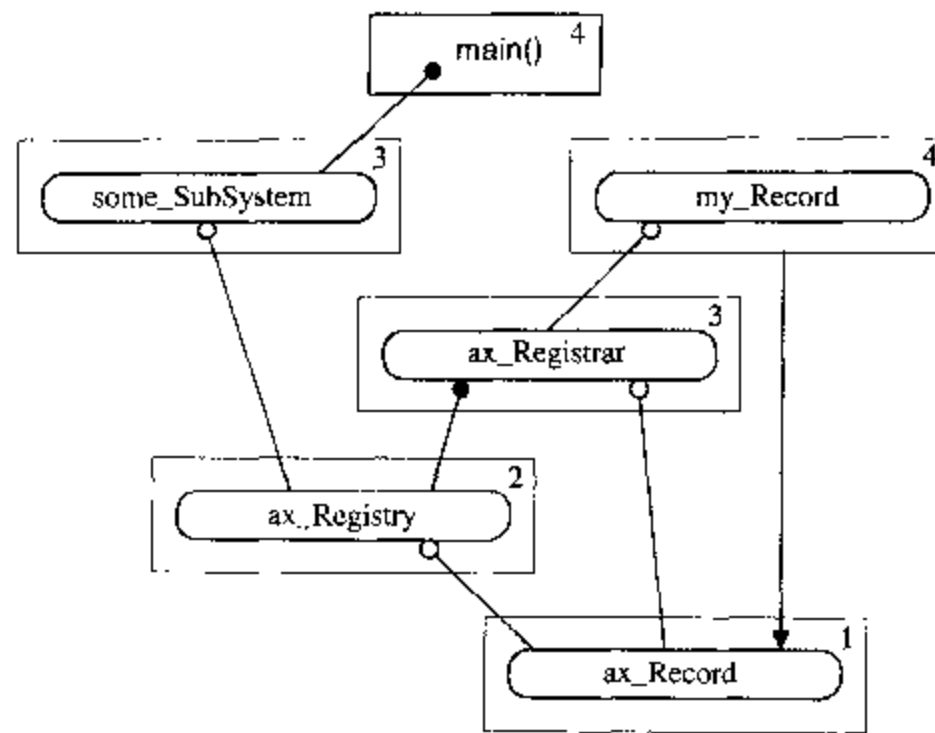 main() 4
3
some_SubSystem
4
my_Record
3
ax_Registrar
2
ax_Registry
1
ax_Record